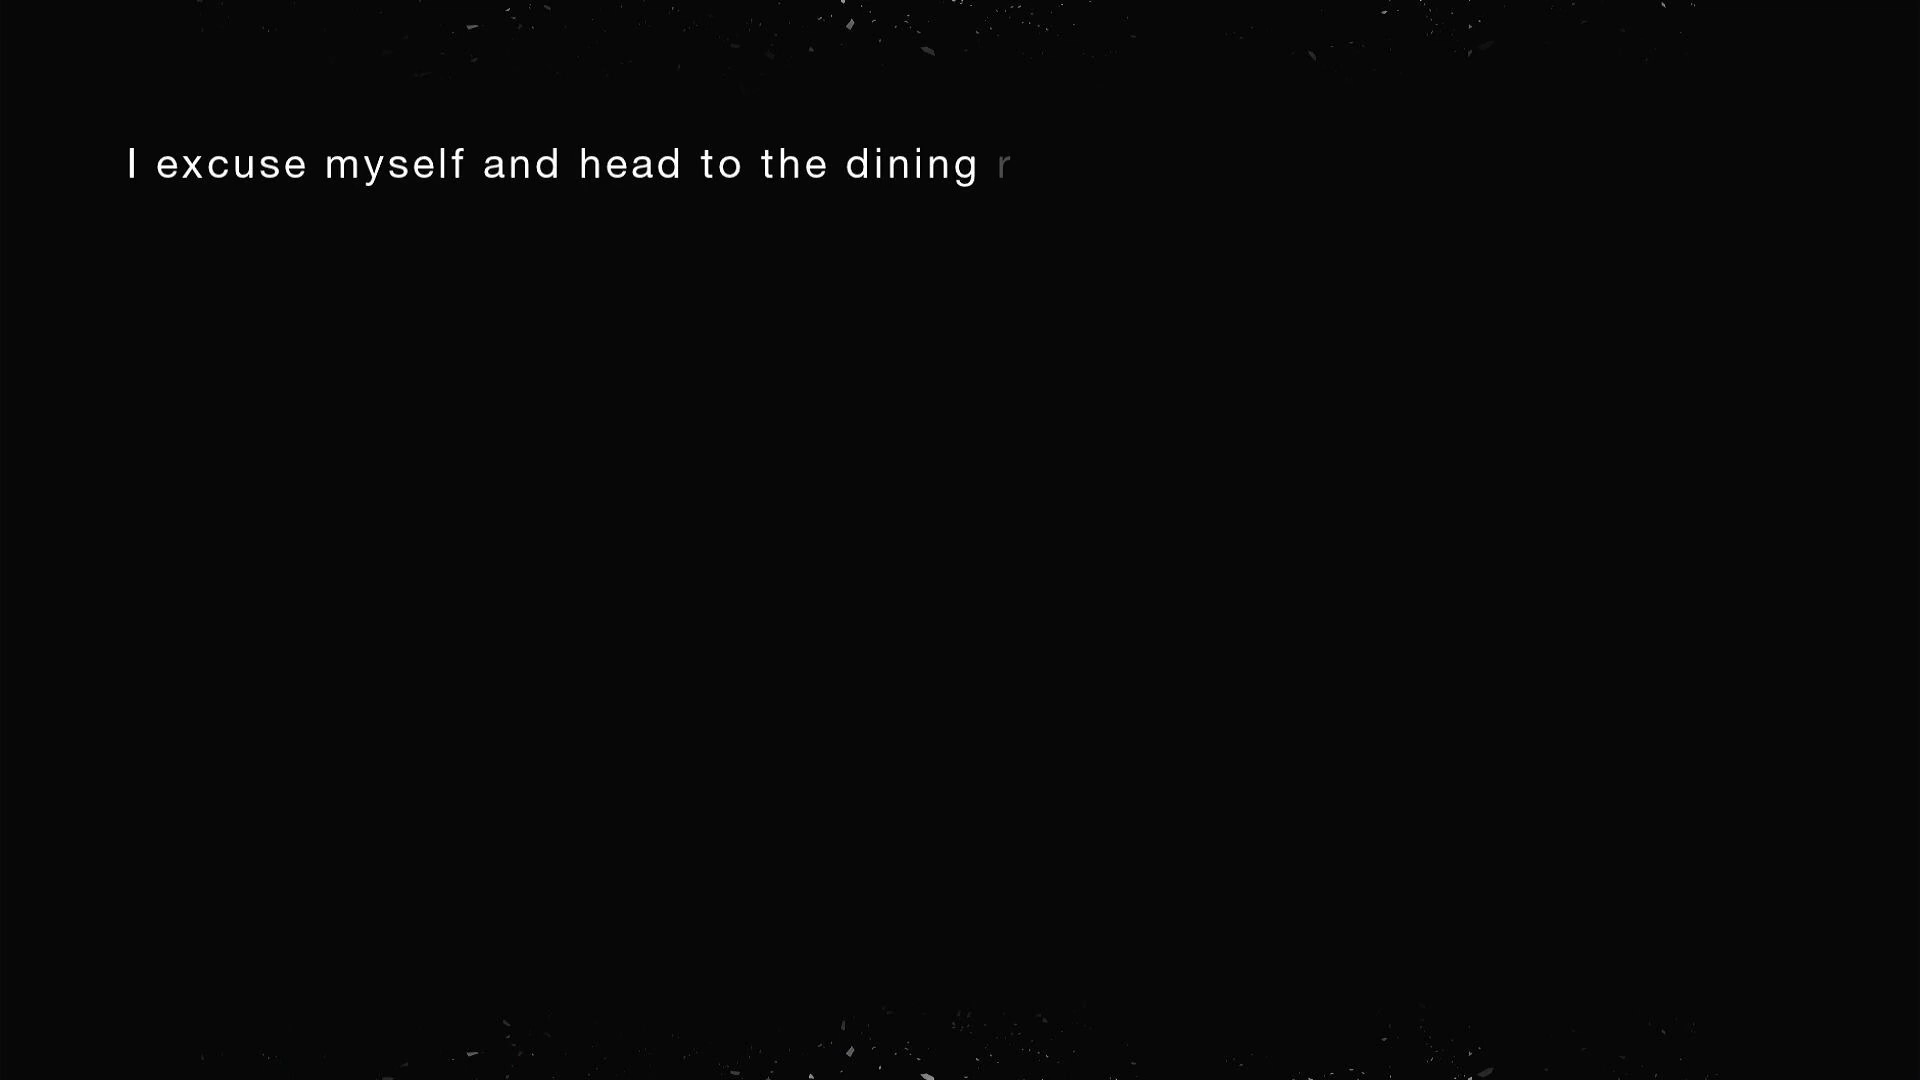 I excuse myself and head to the dining r